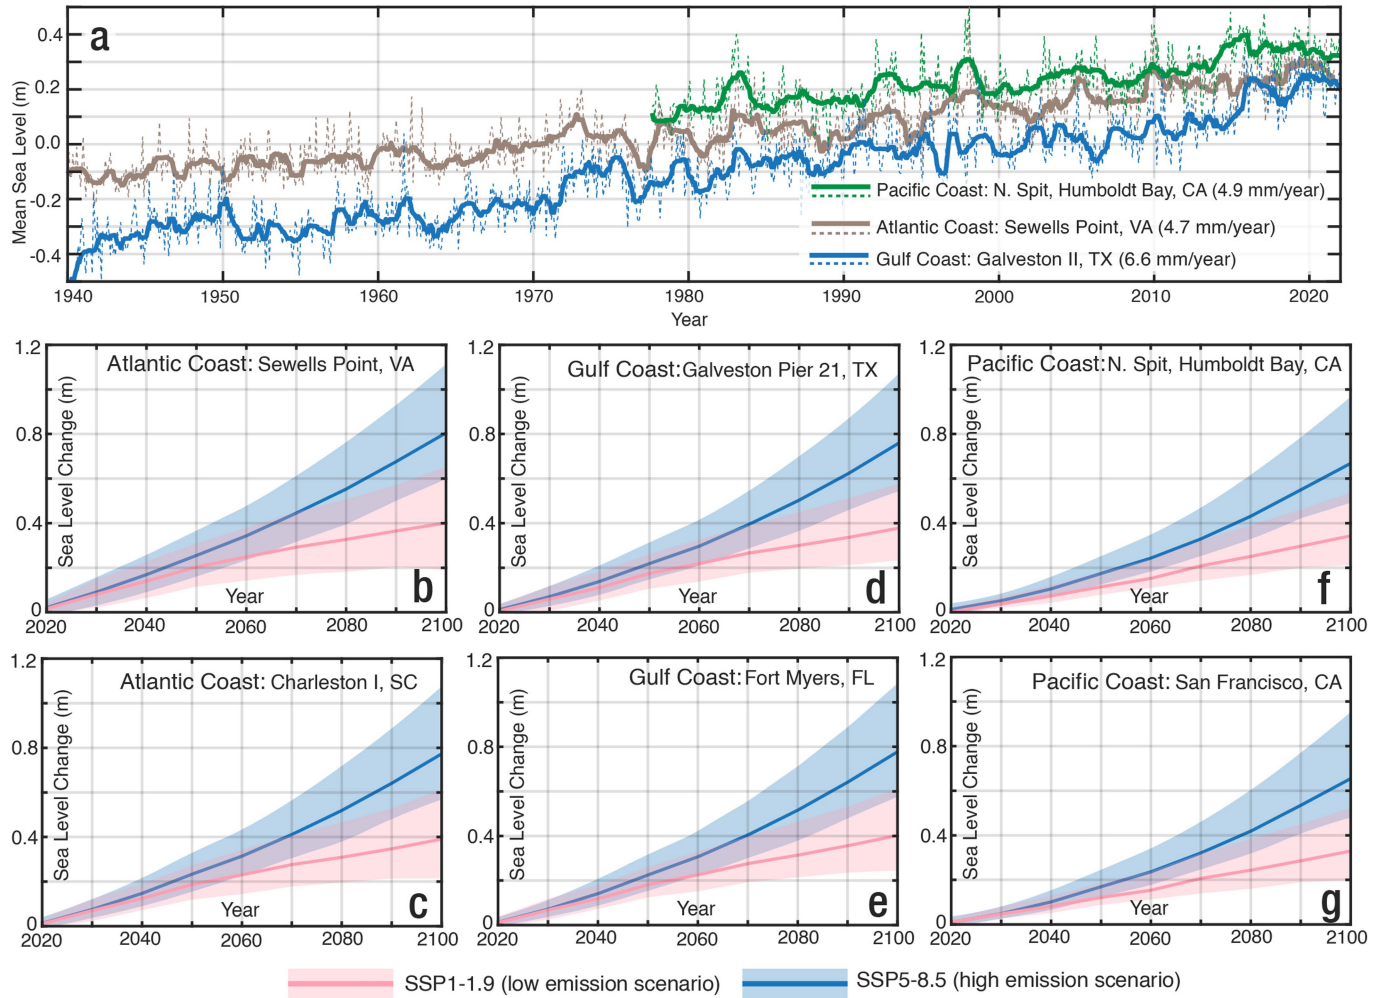 a
Mean Sea Level (m)
0.4
0.2
0.0
-0.2
-0.4
Pacific Coast: N. Spit, Humboldt Bay, CA (4.9 mm/year)
Atlantic Coast: Sewells Point, VA (4.7 mm/year)
Gulf Coast: Galveston II, TX (6.6 mm/year)
1940 1950 1960 1970 1980 1990 2000 2010 2020
Year
Atlantic Coast: Sewells Point, VA
Sea Level Change (m)
1.2
0.8
0.4
0
Year
b
2020 2040 2060 2080 2100
Gulf Coast: Galveston Pier 21, TX
Sea Level Change (m)
1.2
0.8
0.4
0
Year
d
2020 2040 2060 2080 2100
Pacific Coast: N. Spit, Humboldt Bay, CA
Sea Level Change (m)
1.2
0.8
0.4
0
Year
f
2020 2040 2060 2080 2100
Atlantic Coast: Charleston I, SC
Sea Level Change (m)
1.2
0.8
0.4
0
Year
c
2020 2040 2060 2080 2100
Gulf Coast: Fort Myers, FL
Sea Level Change (m)
1.2
0.8
0.4
0
Year
e
2020 2040 2060 2080 2100
Pacific Coast: San Francisco, CA
Sea Level Change (m)
1.2
0.8
0.4
0
Year
g
2020 2040 2060 2080 2100
SSP1-1.9 (low emission scenario)
SSP5-8.5 (high emission scenario)